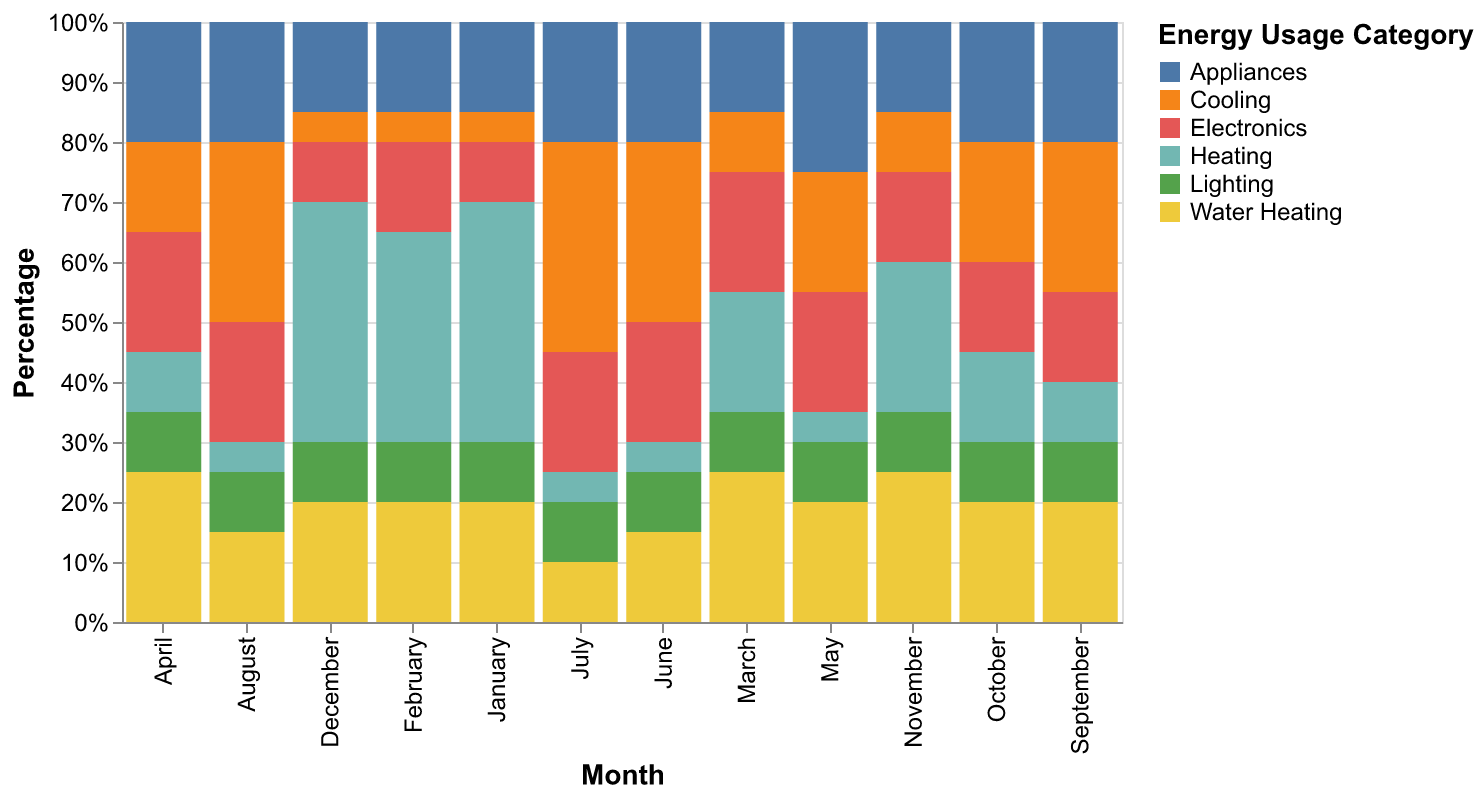 100%
90%
80%
70%
60%
50%
40%
30%
20%
10%
0%
Percentage
April
August
December
February
January
July
June
March
May
November
October
September
Month
Energy Usage Category
Appliances
Cooling
Electronics
Heating
Lighting
Water Heating